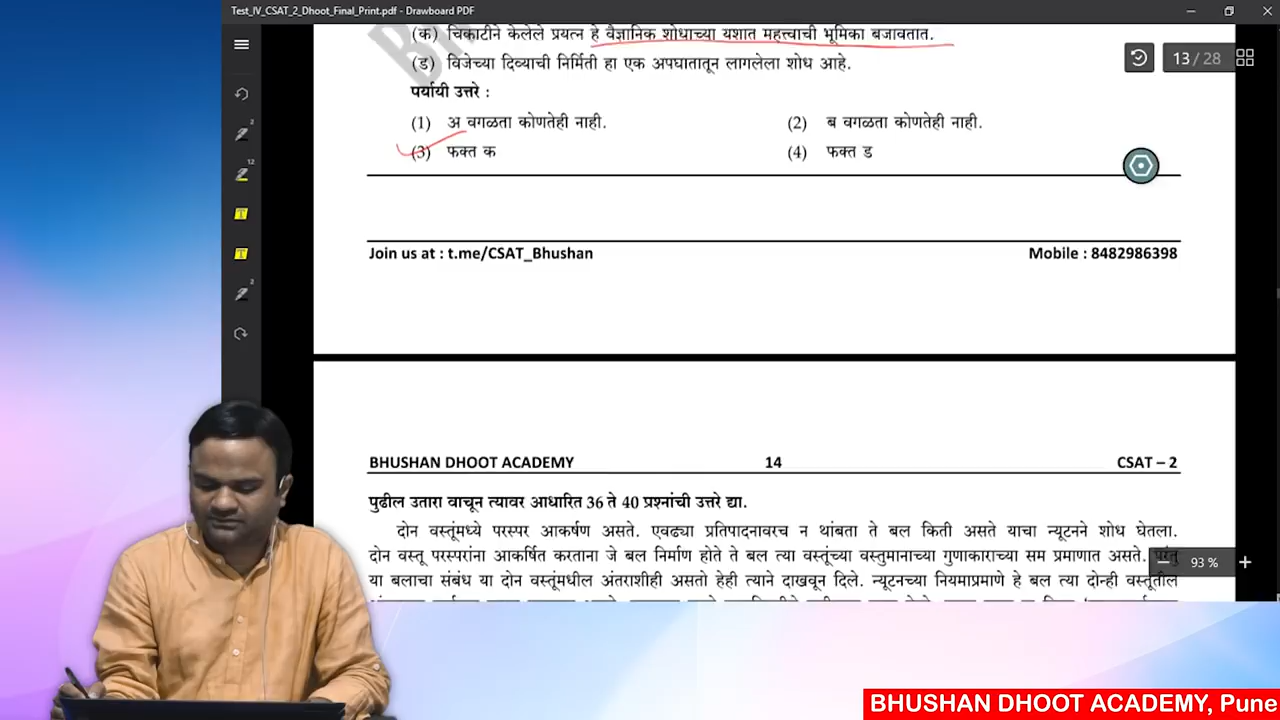 Test_IV_CSAT_2_Dhoot_Final_Print.pdf - Drawboard PDF
(क) चिकाटीने केलेले प्रयत्न हे वैज्ञानिक शोधाच्या यशात महत्त्वाची भूमिका बजावतात.
13 / 28
(ड) विजेच्या दिव्याची निर्मिती हा एक अपघातातून लागलेला शोध आहे.
पर्यायी उत्तरे :
(1) अ वगळता कोणतेही नाही. (2) ब वगळता कोणतेही नाही.
(3) फक्त क (4) फक्त ड
Join us at : t.me/CSAT_Bhushan Mobile : 8482986398
BHUSHAN DHOOT ACADEMY 14 CSAT – 2
पुढील उतारा वाचून त्यावर आधारित 36 ते 40 प्रश्नांची उत्तरे द्या.
दोन वस्तूंमध्ये परस्पर आकर्षण असते. एवढ्या प्रतिपादनावरच न थांबता ते बल किती असते याचा न्यूटनने शोध घेतला.
दोन वस्तू परस्परांना आकर्षित करताना जे बल निर्माण होते ते बल त्या वस्तूंच्या वस्तुमानाच्या गुणाकाराच्या सम प्रमाणात असते. परंतु
93 %
या बलाचा संबंध या दोन वस्तूंमधील अंतराशीही असतो हेही त्याने दाखवून दिले. न्यूटनच्या नियमाप्रमाणे हे बल त्या दोन्ही वस्तूतील
BHUSHAN DHOOT ACADEMY, Pune